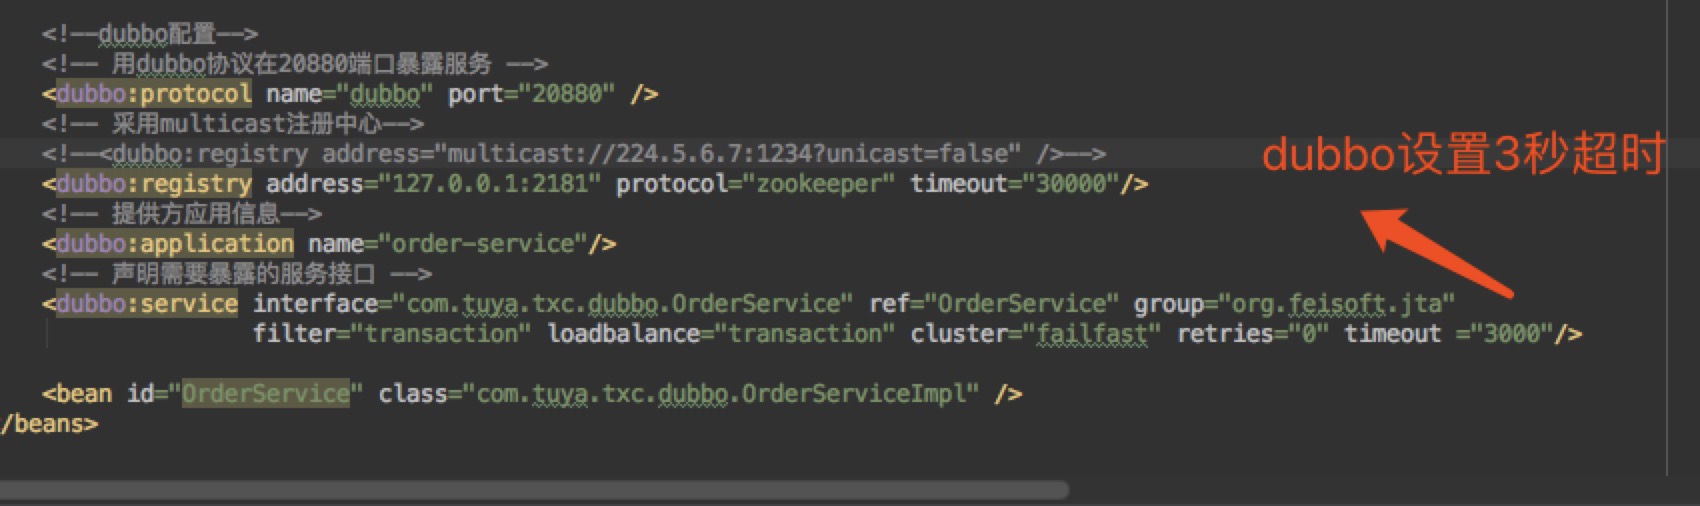 <!--dubbo配置-->
<!-- 用dubbo协议在20880端口暴露服务 -->
<dubbo:protocol name="dubbo" port="20880" />
<!-- 采用multicast注册中心-->
<!--<dubbo:registry address="multicast://224.5.6.7:1234?unicast=false" />-->
dubbo设置3秒超时
<dubbo:registry address="127.0.0.1:2181" protocol="zookeeper" timeout="30000"/>
<!-- 提供方应用信息-->
<dubbo:application name="order-service"/>
<!-- 声明需要暴露的服务接口 -->
<dubbo:service interface="com.tuya.txc.dubbo.OrderService" ref="OrderService" group="org.feisoft.jta"
filter="transaction" loadbalance="transaction" cluster="failfast" retries="0" timeout ="3000"/>
<bean id="OrderService" class="com.tuya.txc.dubbo.OrderServiceImpl" />
/beans>